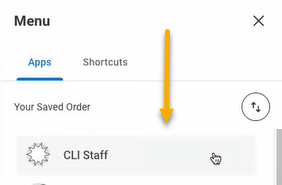 Menu
Apps Shortcuts
Your Saved Order
CLI Staff